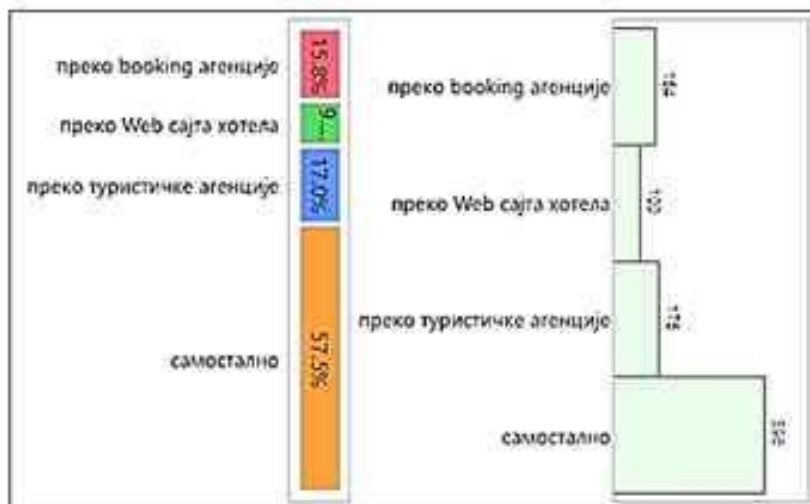 преко booking агенције
15.8%
преко Web сајта хотела
9....
преко туристичке агенције
17.0%
самостално
57.5%
преко booking агенције
преко Web сајта хотела
преко туристичке агенције
самостално